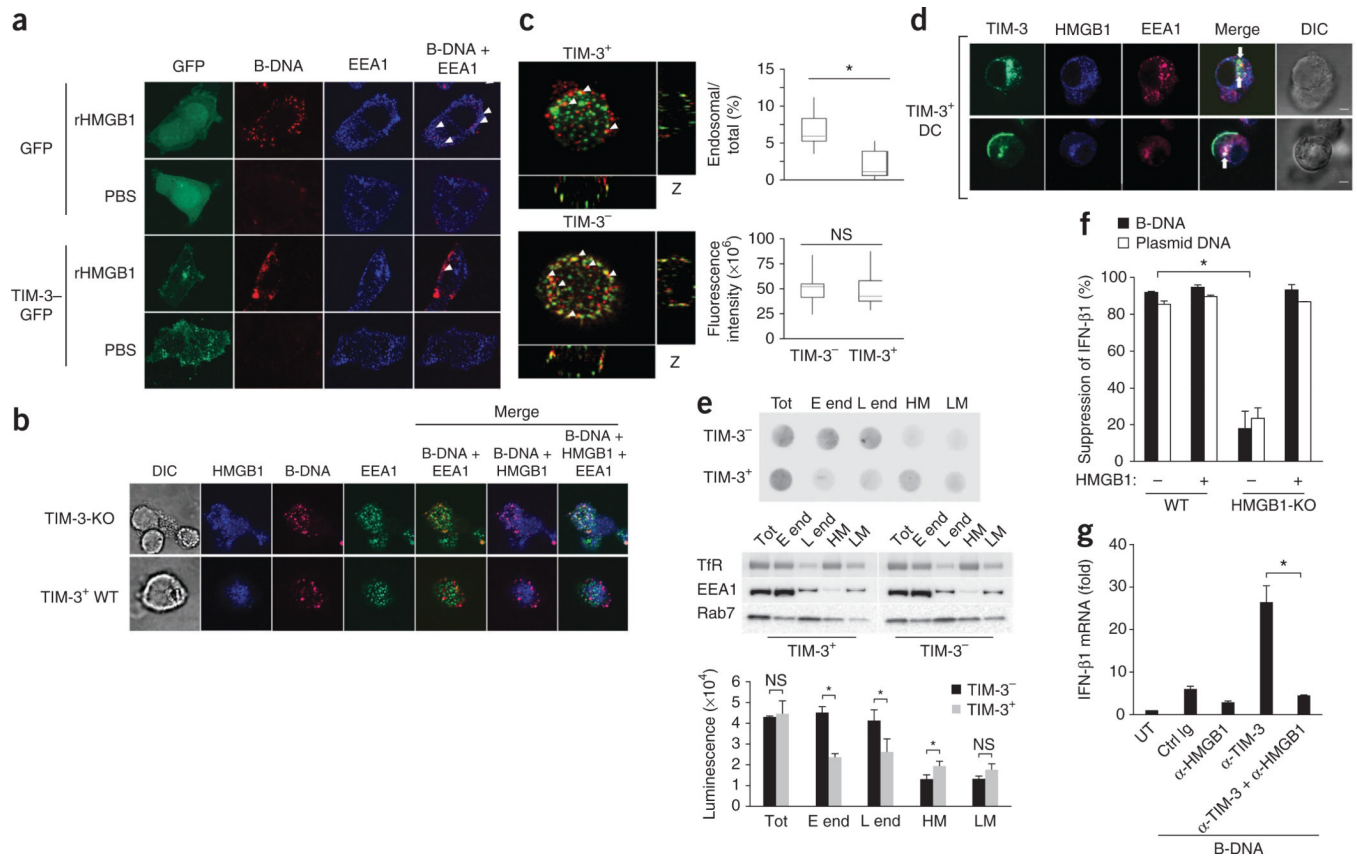 a
GFP B-DNA EEA1 B-DNA + EEA1
GFP
rHMGB1
PBS
TIM-3–GFP
rHMGB1
PBS
b
Merge
DIC HMGB1 B-DNA EEA1 B-DNA + EEA1 B-DNA + HMGB1 B-DNA + HMGB1 + EEA1
TIM-3-KO
TIM-3+ WT
c
TIM-3+
Z
TIM-3−
Z
Endosomal/total (%)
15
10
5
0
*
Fluorescence intensity (×10⁶)
100
75
50
25
0
NS
TIM-3− TIM-3+
d
TIM-3 HMGB1 EEA1 Merge DIC
TIM-3+ DC
e
Tot E end L end HM LM
TIM-3−
TIM-3+
Tot E end L end HM LM Tot E end L end HM LM
TfR
EEA1
Rab7
TIM-3+ TIM-3−
Luminescence (×10⁴)
6
5
4
3
2
1
0
NS * * * NS
TIM-3−
TIM-3+
Tot E end L end HM LM
f
B-DNA
Plasmid DNA
Suppression of IFN-β1 (%)
100
80
60
40
20
0
*
HMGB1: − + − +
WT HMGB1-KO
g
IFN-β1 mRNA (fold)
40
30
20
10
0
*
UT Ctrl Ig α-HMGB1 α-TIM-3 α-TIM-3 + α-HMGB1
B-DNA